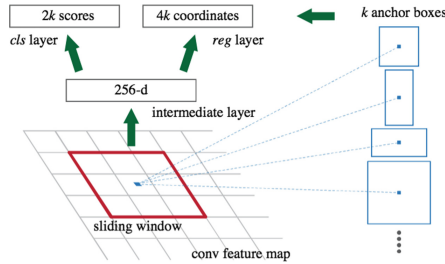 2k scores
4k coordinates
k anchor boxes
cls layer
reg layer
256-d
intermediate layer
sliding window
conv feature map